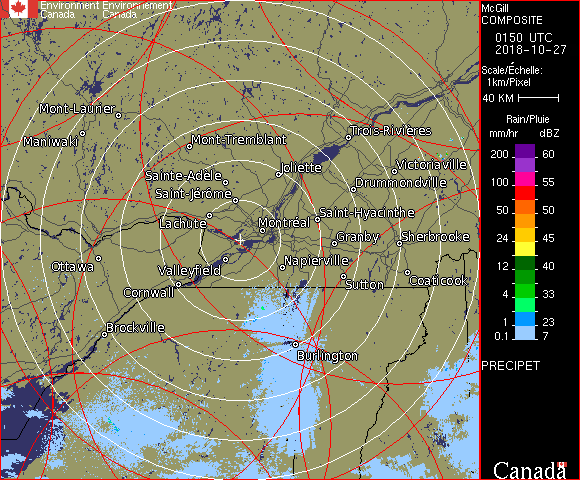 Environment Environnement
Canada Canada
McGill
COMPOSITE
0150 UTC
2018-10-27
Scale/Échelle:
1km/Pixel
40 KM
Rain/Pluie
mm/hr dBZ
200 60
150 57
100 55
50 50
24 45
12 40
4 33
1 23
0.1 7
PRECIPET
Mont-Laurier
Maniwaki
Mont-Tremblant
Trois-Rivières
Joliette
Victoriaville
Sainte-Adèle
Drummondville
Saint-Jérôme
Lachute
Montréal
Saint-Hyacinthe
Granby
Sherbrooke
Ottawa
Valleyfield
Napierville
Cornwall
Sutton
Coaticook
Brockville
Burlington
Canada